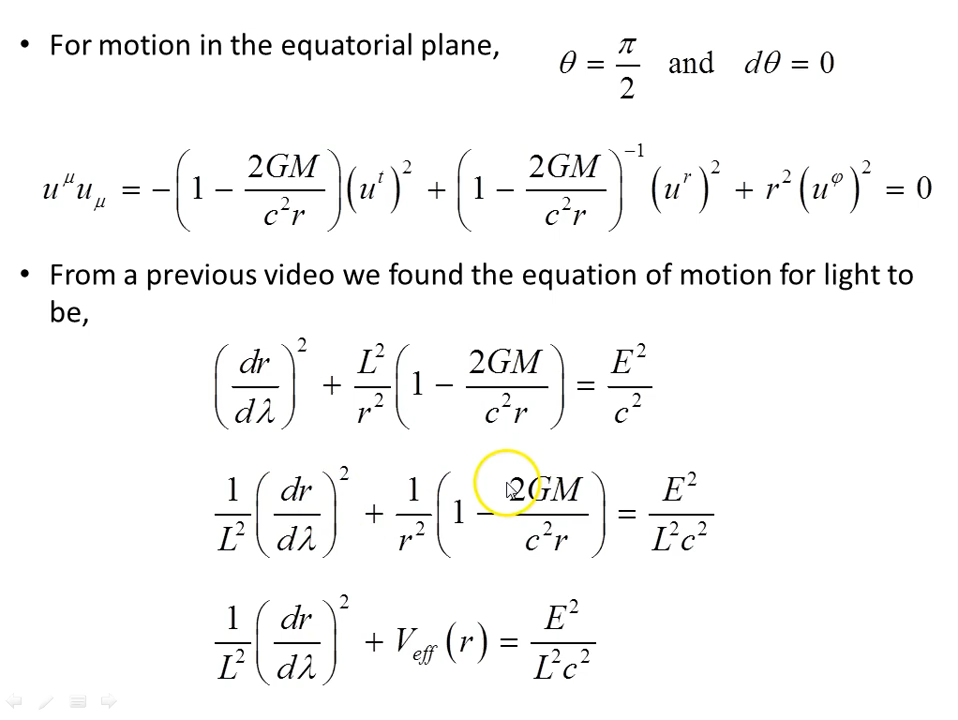 • For motion in the equatorial plane, θ = π/2 and dθ = 0
u^μ u_μ = −(1 − 2GM/c²r)(u^t)² + (1 − 2GM/c²r)^−1 (u^r)² + r²(u^φ)² = 0
• From a previous video we found the equation of motion for light to
be,
(dr/dλ)² + L²/r² (1 − 2GM/c²r) = E²/c²
1/L² (dr/dλ)² + 1/r² (1 − 2GM/c²r) = E²/L²c²
1/L² (dr/dλ)² + V_eff (r) = E²/L²c²